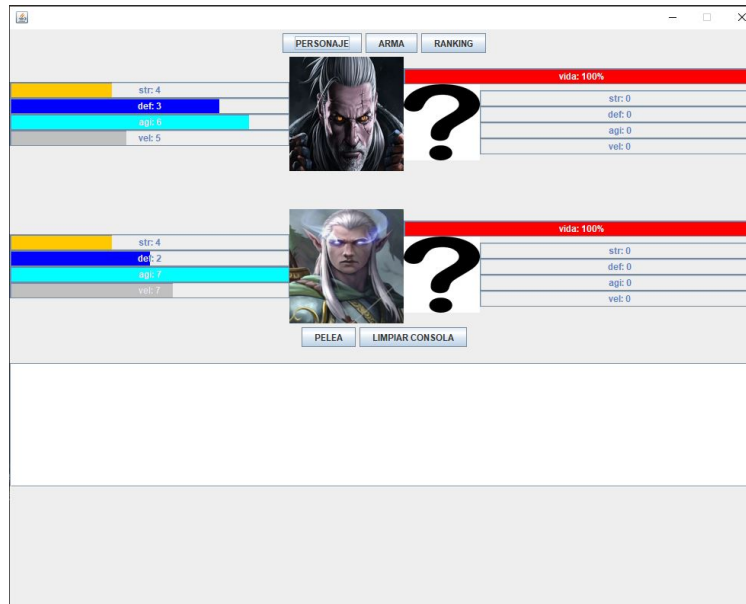 PERSONAJE ARMA RANKING
vida: 100%
str: 4
def: 3
agi: 6
vel: 5
str: 0
def: 0
agi: 0
vel: 0
vida: 100%
str: 4
def: 2
agi: 7
vel: 7
str: 0
def: 0
agi: 0
vel: 0
PELEA LIMPIAR CONSOLA